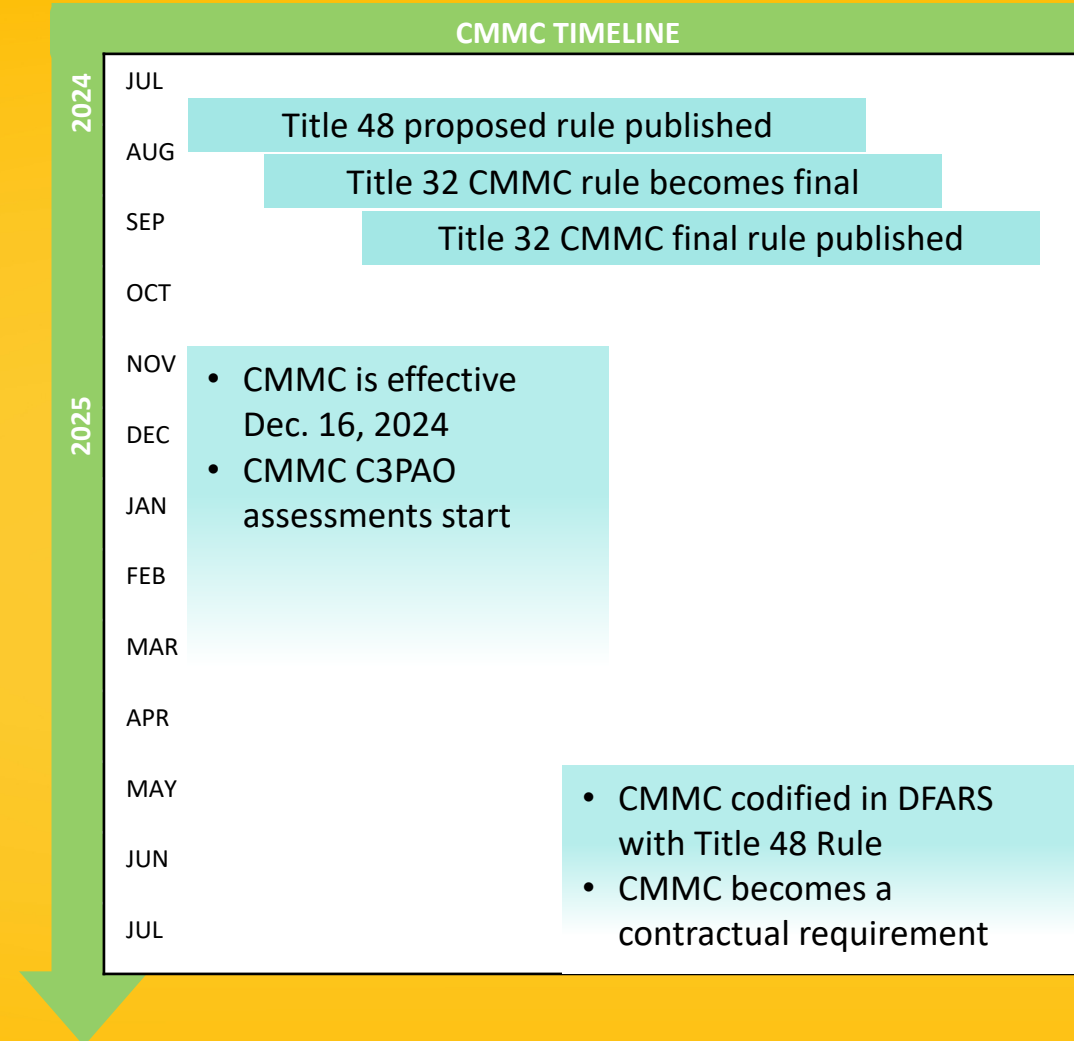 CMMC TIMELINE
2024
JUL
Title 48 proposed rule published
AUG
Title 32 CMMC rule becomes final
SEP
Title 32 CMMC final rule published
OCT
NOV
• CMMC is effective
Dec. 16, 2024
2025
DEC
• CMMC C3PAO
JAN
assessments start
FEB
MAR
APR
MAY
• CMMC codified in DFARS
with Title 48 Rule
JUN
• CMMC becomes a
JUL
contractual requirement